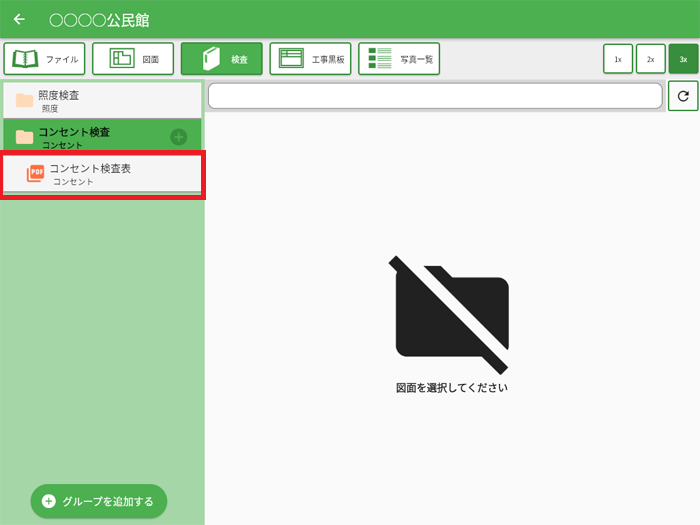 ○○○○公民館
ファイル
図面
検査
工事黒板
写真一覧
1x
2x
3x
照度検査
照度
コンセント検査
コンセント
PDF
コンセント検査表
コンセント
図面を選択してください
グループを追加する